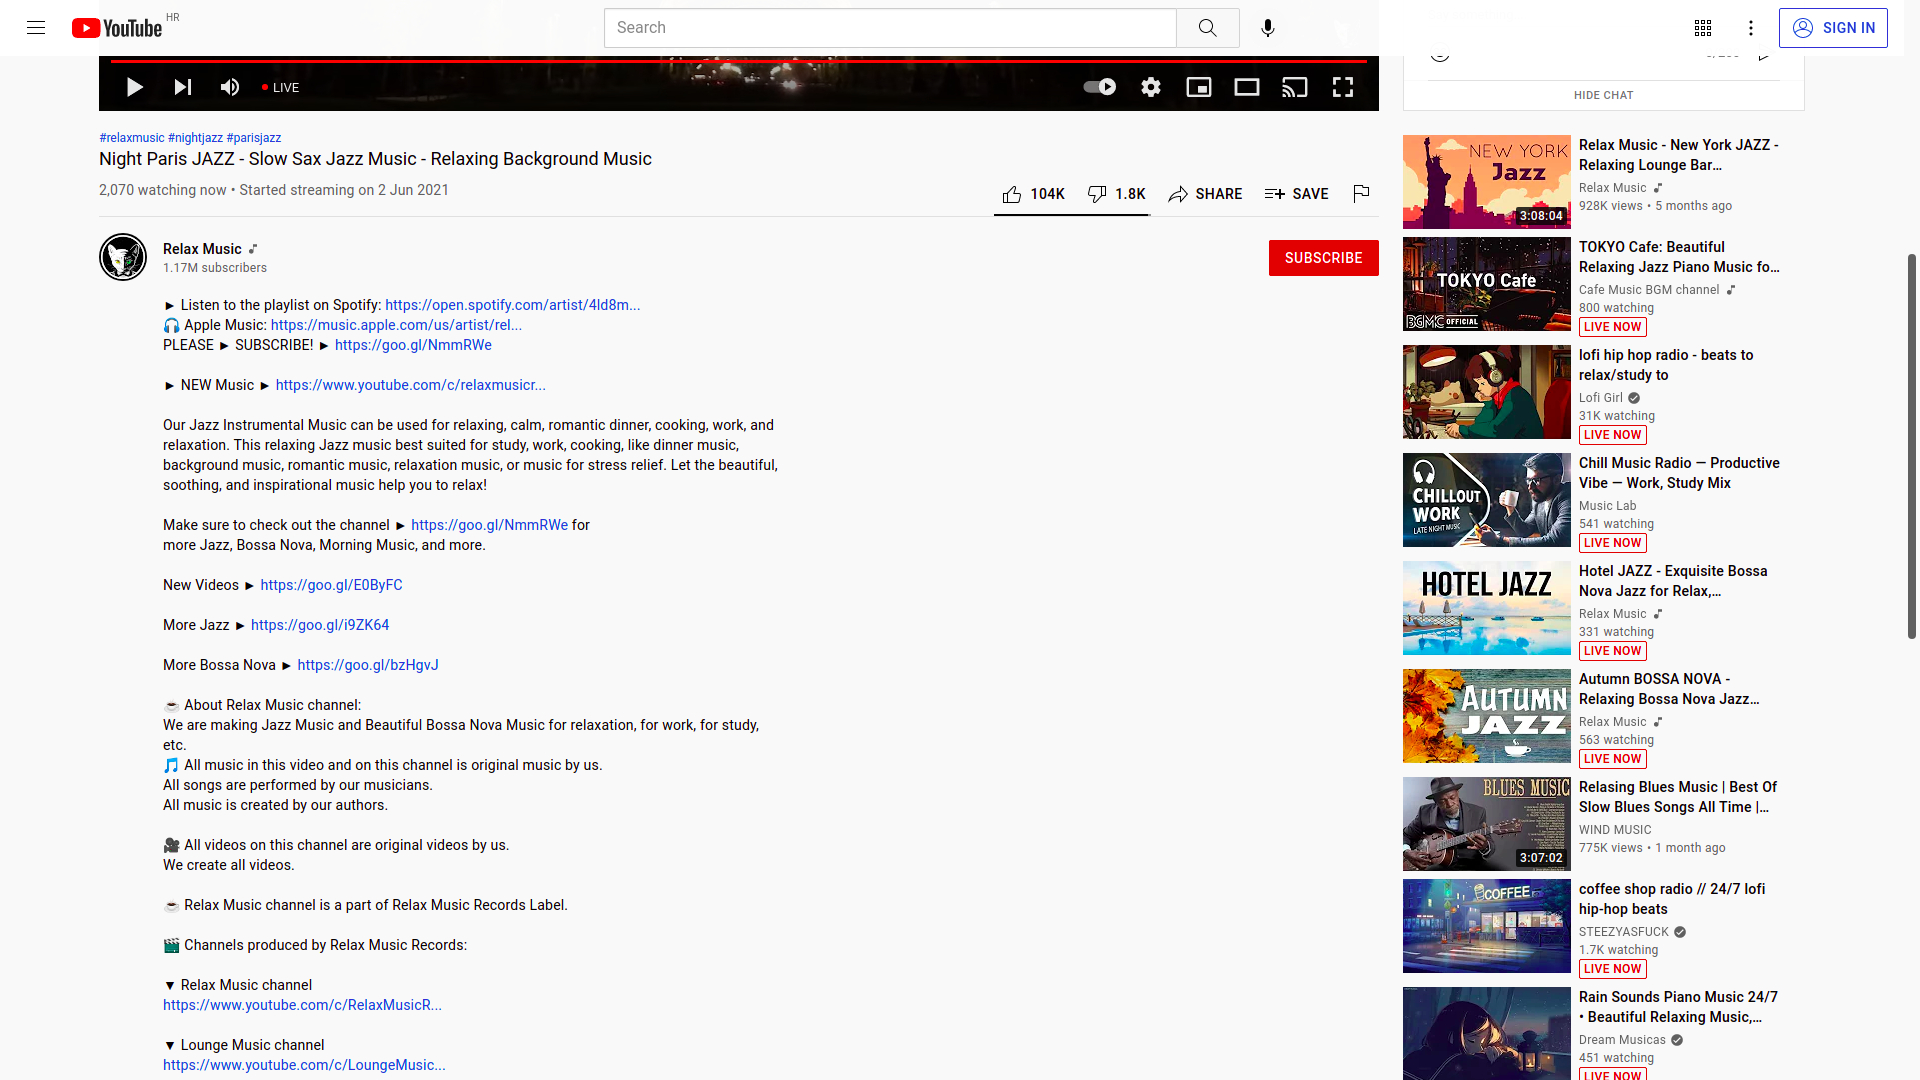 YouTube HR
Search
SIGN IN
LIVE
HIDE CHAT
#relaxmusic #nightjazz #parisjazz
Night Paris JAZZ - Slow Sax Jazz Music - Relaxing Background Music
2,070 watching now • Started streaming on 2 Jun 2021
104K
1.8K
SHARE
SAVE
Relax Music
1.17M subscribers
SUBSCRIBE
► Listen to the playlist on Spotify: https://open.spotify.com/artist/4ld8m...
🎧 Apple Music: https://music.apple.com/us/artist/rel...
PLEASE ► SUBSCRIBE! ► https://goo.gl/NmmRWe
► NEW Music ► https://www.youtube.com/c/relaxmusicr...
Our Jazz Instrumental Music can be used for relaxing, calm, romantic dinner, cooking, work, and
relaxation. This relaxing Jazz music best suited for study, work, cooking, like dinner music,
background music, romantic music, relaxation music, or music for stress relief. Let the beautiful,
soothing, and inspirational music help you to relax!
Make sure to check out the channel ► https://goo.gl/NmmRWe for
more Jazz, Bossa Nova, Morning Music, and more.
New Videos ► https://goo.gl/E0ByFC
More Jazz ► https://goo.gl/i9ZK64
More Bossa Nova ► https://goo.gl/bzHgvJ
☕ About Relax Music channel:
We are making Jazz Music and Beautiful Bossa Nova Music for relaxation, for work, for study,
etc.
🎵 All music in this video and on this channel is original music by us.
All songs are performed by our musicians.
All music is created by our authors.
🎥 All videos on this channel are original videos by us.
We create all videos.
☕ Relax Music channel is a part of Relax Music Records Label.
🎬 Channels produced by Relax Music Records:
▼ Relax Music channel
https://www.youtube.com/c/RelaxMusicR...
▼ Lounge Music channel
https://www.youtube.com/c/LoungeMusic...
NEW YORK
Jazz
3:08:04
Relax Music - New York JAZZ -
Relaxing Lounge Bar…
Relax Music
928K views • 5 months ago
TOKYO Cafe
BGMC OFFICIAL
TOKYO Cafe: Beautiful
Relaxing Jazz Piano Music fo…
Cafe Music BGM channel
800 watching
LIVE NOW
lofi hip hop radio - beats to
relax/study to
Lofi Girl
31K watching
LIVE NOW
CHILLOUT
WORK
LATE NIGHT MUSIC
Chill Music Radio — Productive
Vibe — Work, Study Mix
Music Lab
541 watching
LIVE NOW
HOTEL JAZZ
Hotel JAZZ - Exquisite Bossa
Nova Jazz for Relax,…
Relax Music
331 watching
LIVE NOW
AUTUMN
JAZZ
Autumn BOSSA NOVA -
Relaxing Bossa Nova Jazz…
Relax Music
563 watching
LIVE NOW
BLUES MUSIC
3:07:02
Relasing Blues Music | Best Of
Slow Blues Songs All Time |…
WIND MUSIC
775K views • 1 month ago
COFFEE
coffee shop radio // 24/7 lofi
hip-hop beats
STEEZYASFUCK
1.7K watching
LIVE NOW
Rain Sounds Piano Music 24/7
• Beautiful Relaxing Music,…
Dream Musicas
451 watching
LIVE NOW